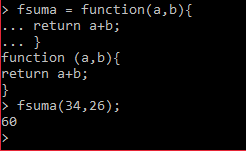 > fsuma = function(a,b){
... return a+b;
... }
function (a,b){
return a+b;
}
> fsuma(34,26);
60
>